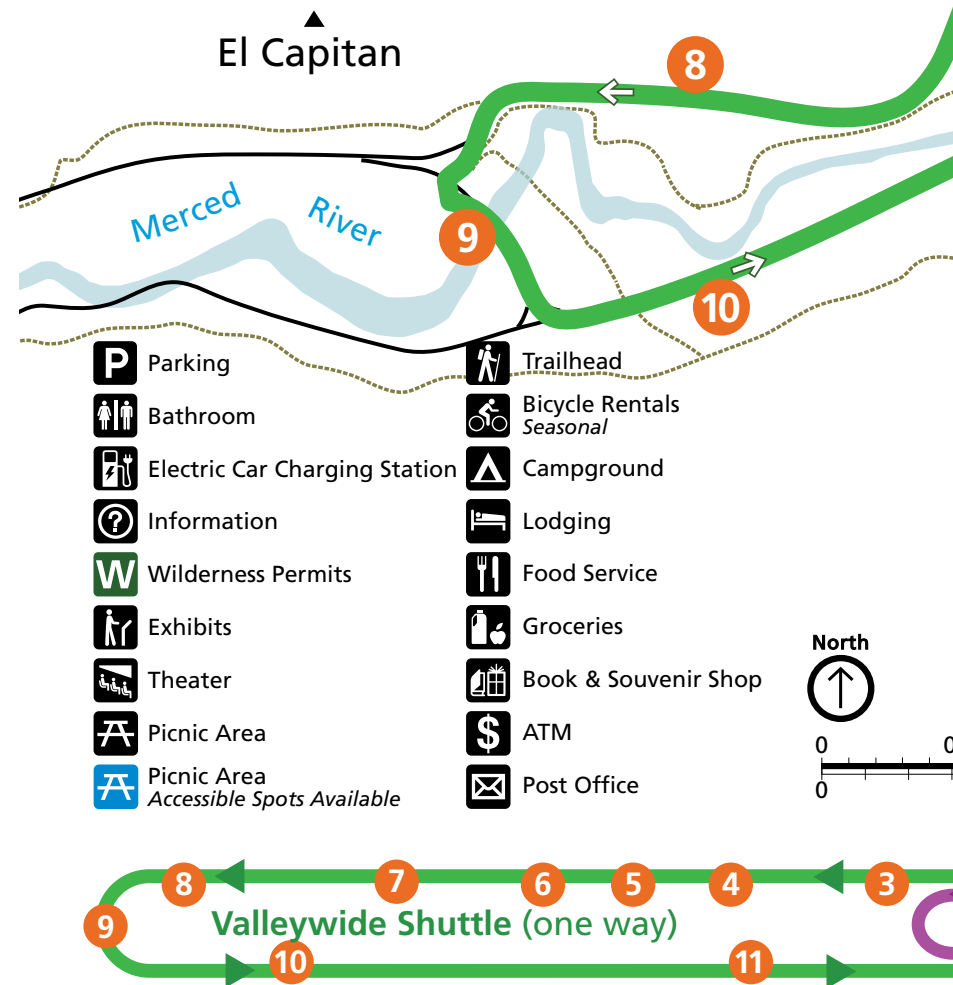 El Capitan
8
Merced
River
9
10
P
Parking
Trailhead
Bathroom
Bicycle Rentals
Seasonal
Electric Car Charging Station
Campground
?
Information
Lodging
W
Wilderness Permits
Food Service
Exhibits
Groceries
North
Theater
Book & Souvenir Shop
Picnic Area
$
ATM
0 0
Picnic Area
Accessible Spots Available
Post Office
0
8 7 6 5 4 3
9
Valleywide Shuttle (one way)
10 11